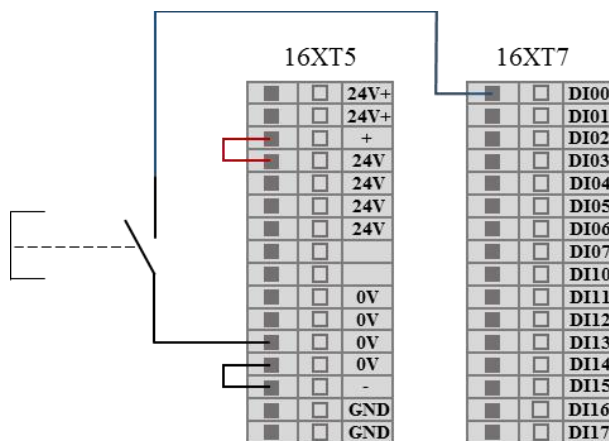 16XT5
24V+
24V+
+
24V
24V
24V
24V
0V
0V
0V
0V
-
GND
GND
16XT7
DI00
DI01
DI02
DI03
DI04
DI05
DI06
DI07
DI10
DI11
DI12
DI13
DI14
DI15
DI16
DI17